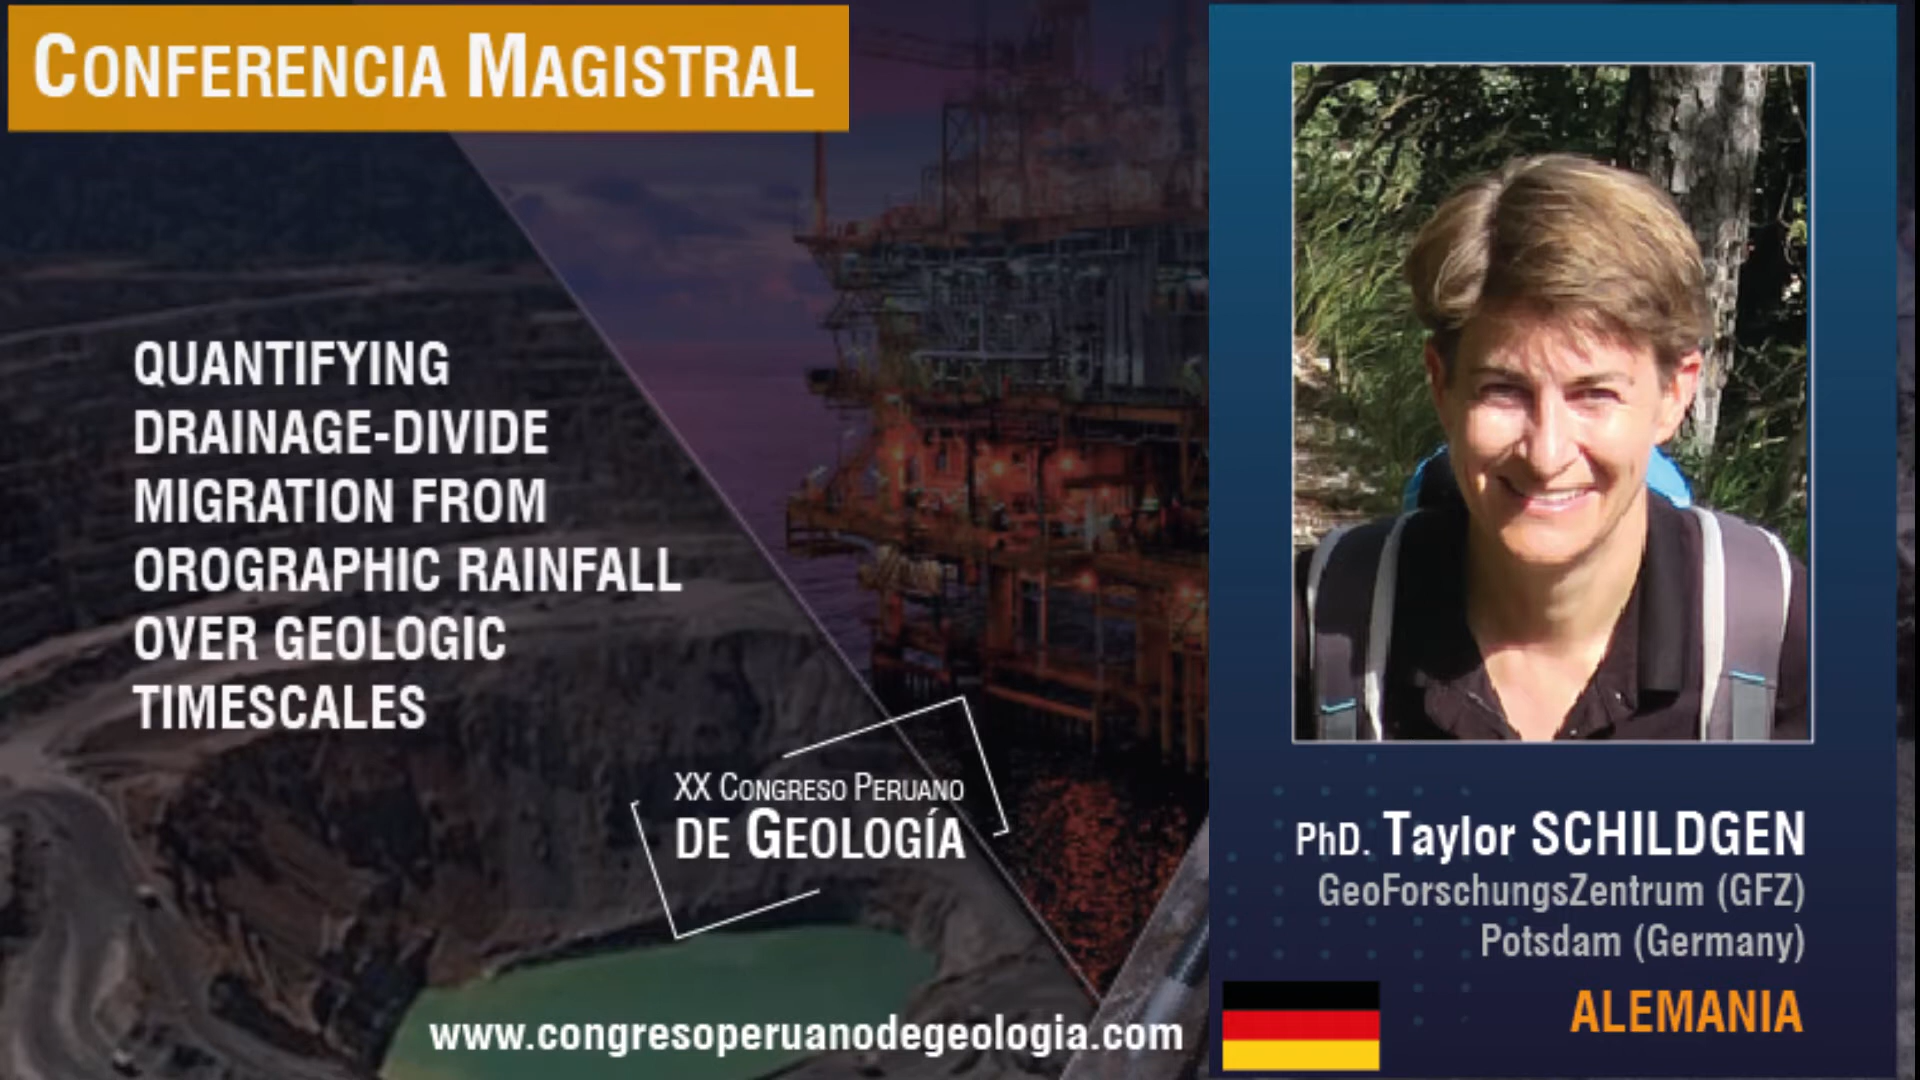 CONFERENCIA MAGISTRAL
QUANTIFYING
DRAINAGE-DIVIDE
MIGRATION FROM
OROGRAPHIC RAINFALL
OVER GEOLOGIC
TIMESCALES
XX CONGRESO PERUANO
DE GEOLOGÍA
www.congresoperuanodegeologia.com
PhD. Taylor SCHILDGEN
GeoForschungsZentrum (GFZ)
Potsdam (Germany)
ALEMANIA